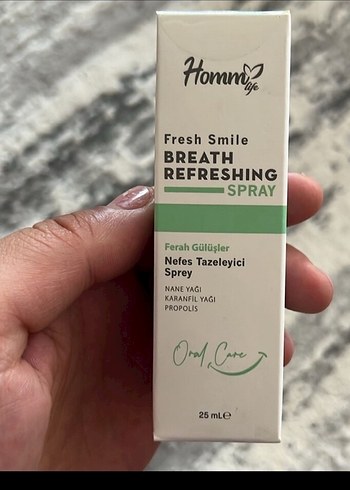 Homm
life
Fresh Smile
BREATH
REFRESHING
SPRAY
Ferah Gülüşler
Nefes Tazeleyici
Sprey
NANE YAĞI
KARANFİL YAĞI
PROPOLIS
Oral Care
25 mL℮